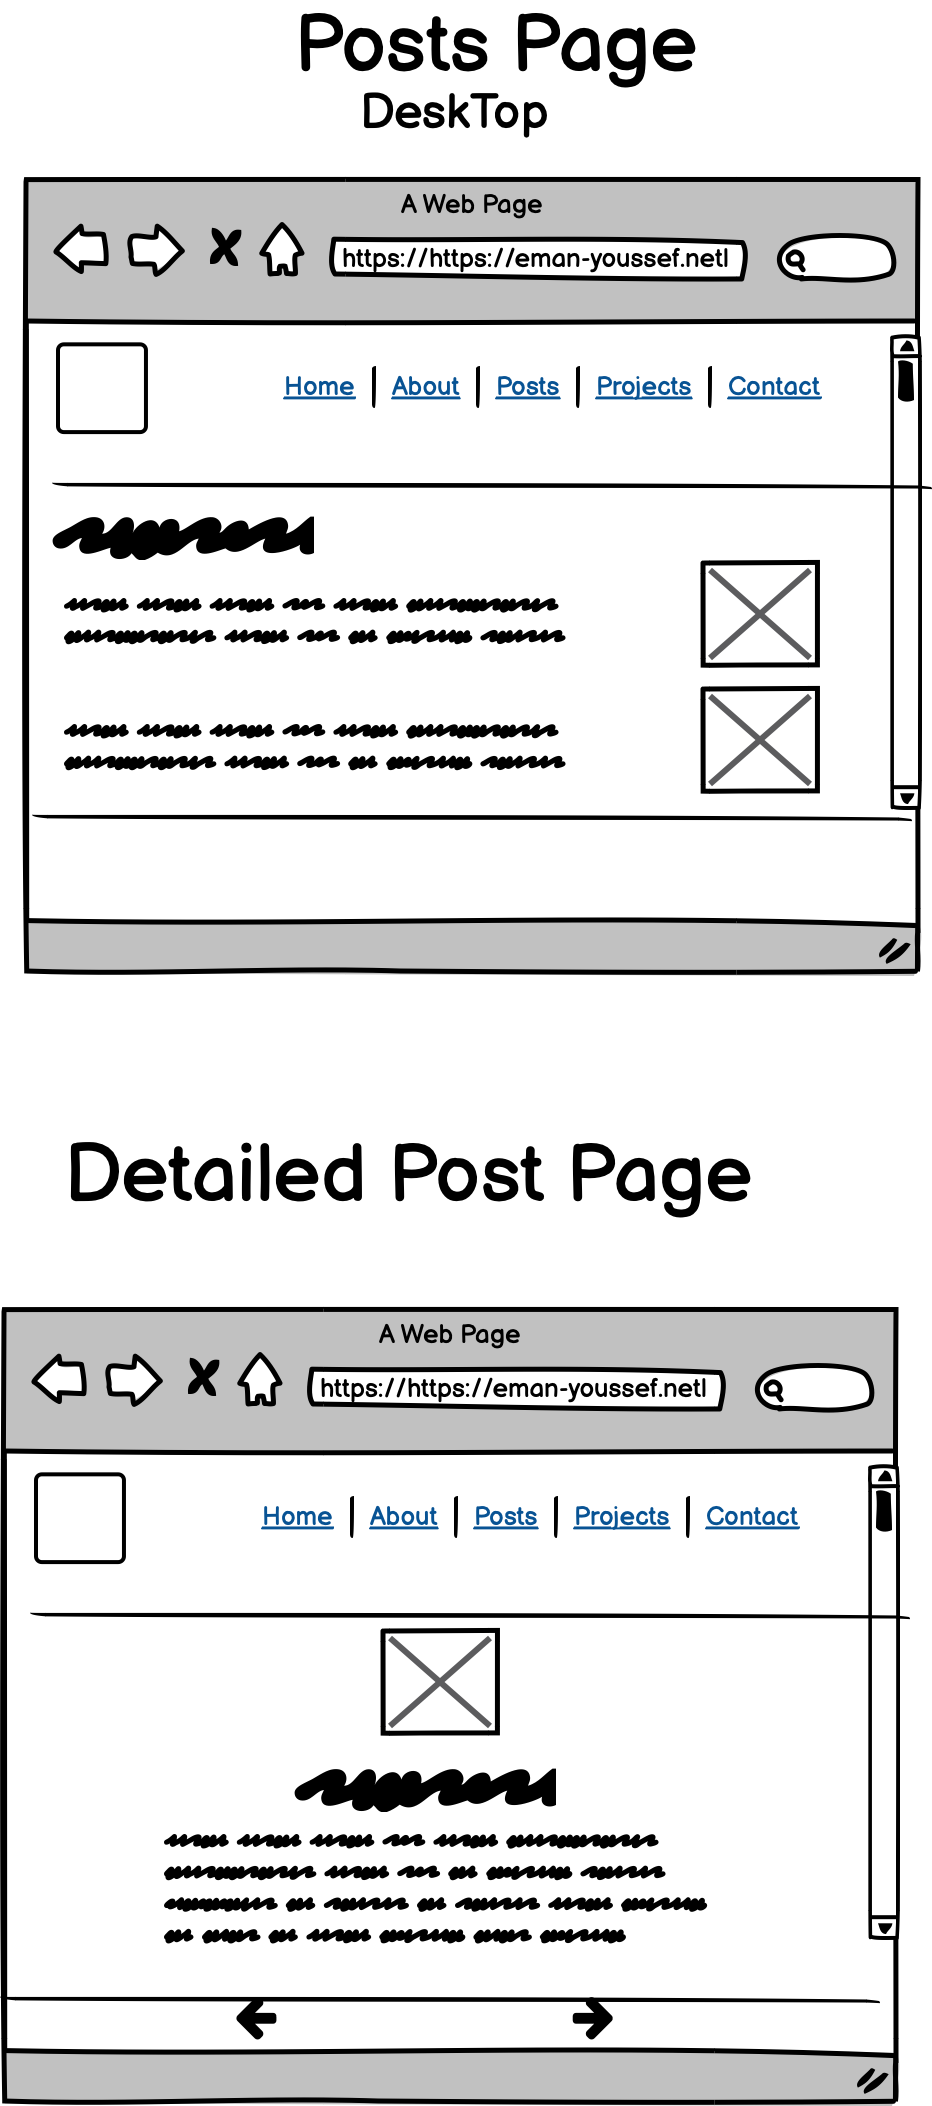 Posts Page
DeskTop
A Web Page
https://https://eman-youssef.netl
Home About Posts Projects Contact
Detailed Post Page
A Web Page
https://https://eman-youssef.netl
Home About Posts Projects Contact